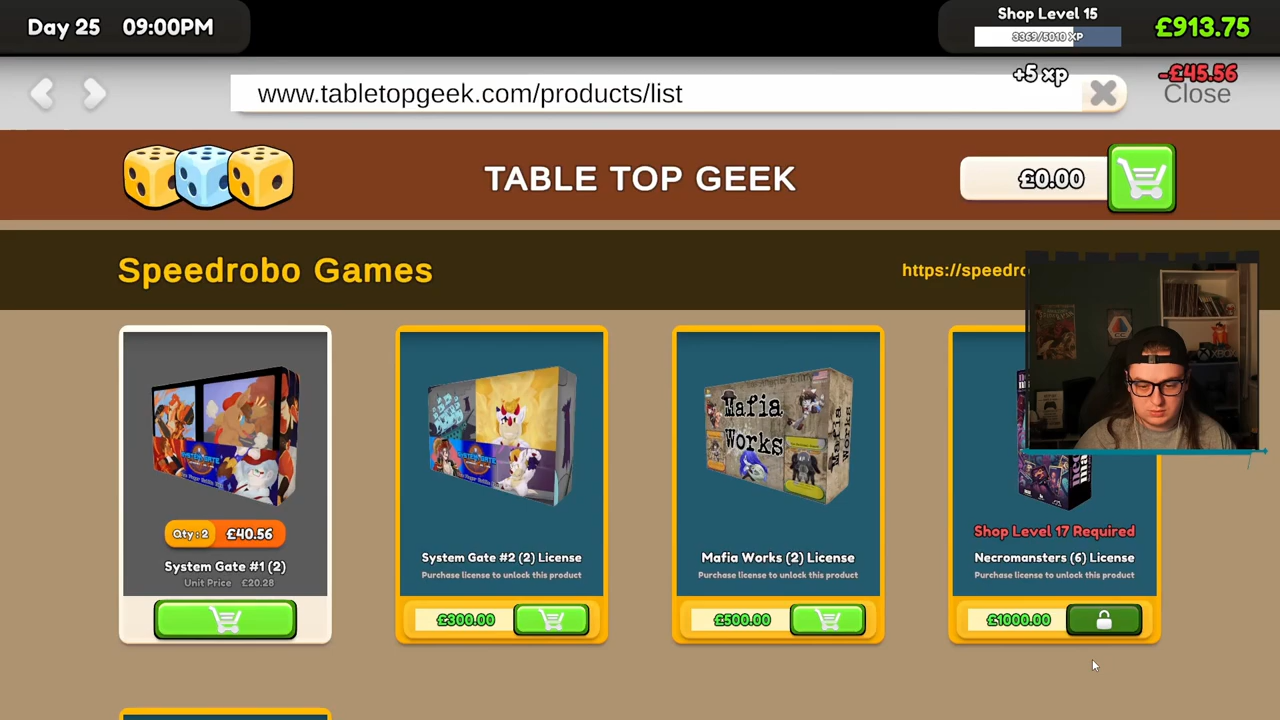 Day 25 09:00PM
Shop Level 15
3369/5010 XP
£913.75
+5 xp
-£45.56
www.tabletopgeek.com/products/list
Close
TABLE TOP GEEK
£0.00
Speedrobo Games
https://speedro
Mafia Works
Mafia Works
SYSTEM GATE
SYSTEM GATE
Qty: 2 £40.56
System Gate #1 (2)
Unit Price £20.28
System Gate #2 (2) License
Purchase license to unlock this product
£300.00
Mafia Works (2) License
Purchase license to unlock this product
£500.00
Shop Level 17 Required
Necromansters (6) License
Purchase license to unlock this product
£1000.00